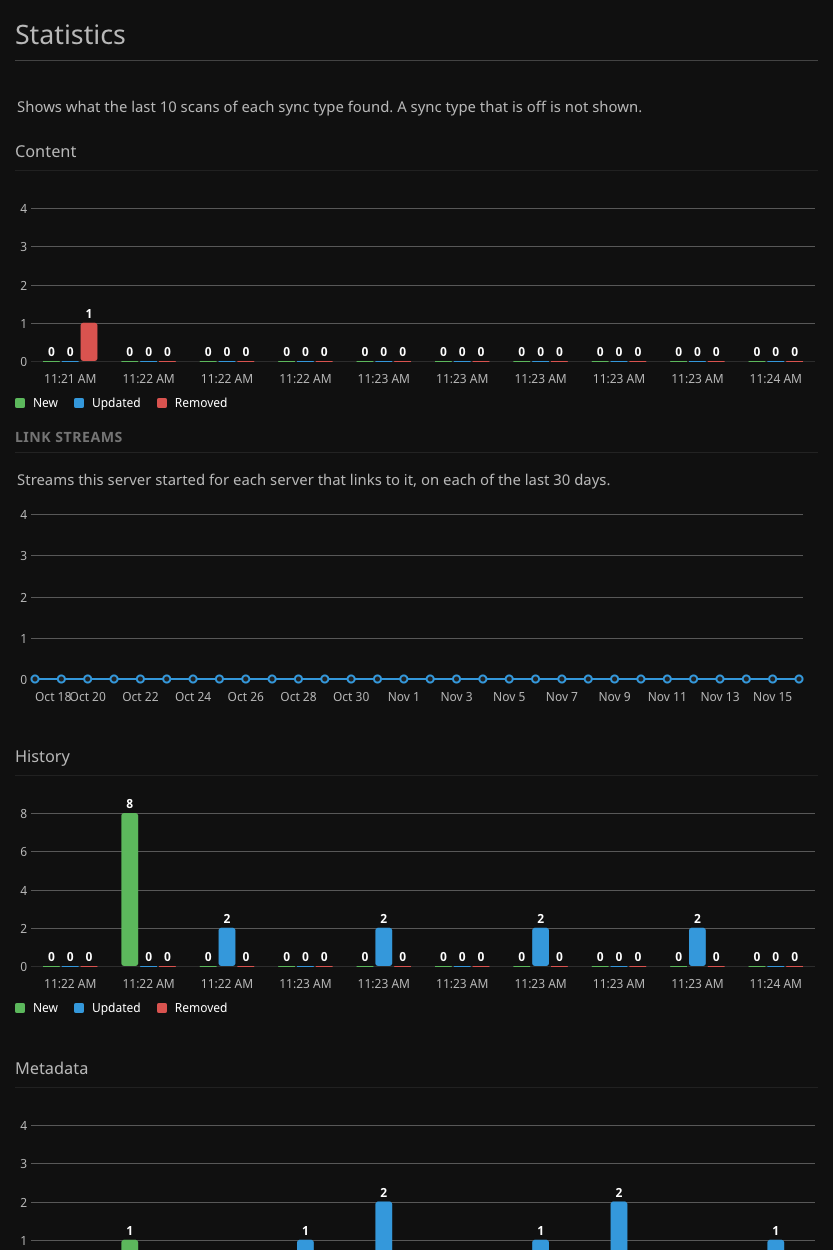 Statistics
Shows what the last 10 scans of each sync type found. A sync type that is off is not shown.
Content
4
3
2
1
0
1
0 0 0 0 0 0 0 0 0 0 0 0 0 0 0 0 0 0 0 0 0 0 0 0 0 0 0 0 0
11:21 AM 11:22 AM 11:22 AM 11:22 AM 11:23 AM 11:23 AM 11:23 AM 11:23 AM 11:23 AM 11:24 AM
New Updated Removed
LINK STREAMS
Streams this server started for each server that links to it, on each of the last 30 days.
4
3
2
1
0
Oct 18 Oct 20 Oct 22 Oct 24 Oct 26 Oct 28 Oct 30 Nov 1 Nov 3 Nov 5 Nov 7 Nov 9 Nov 11 Nov 13 Nov 15
History
8
8
6
4
2 2 2 2 2
0 0 0 0 0 0 0 0 0 0 0 0 0 0 0 0 0 0 0 0 0 0 0 0 0 0
11:22 AM 11:22 AM 11:22 AM 11:23 AM 11:23 AM 11:23 AM 11:23 AM 11:23 AM 11:23 AM 11:24 AM
New Updated Removed
Metadata
4
3
2 2 2
1 1 1 1 1